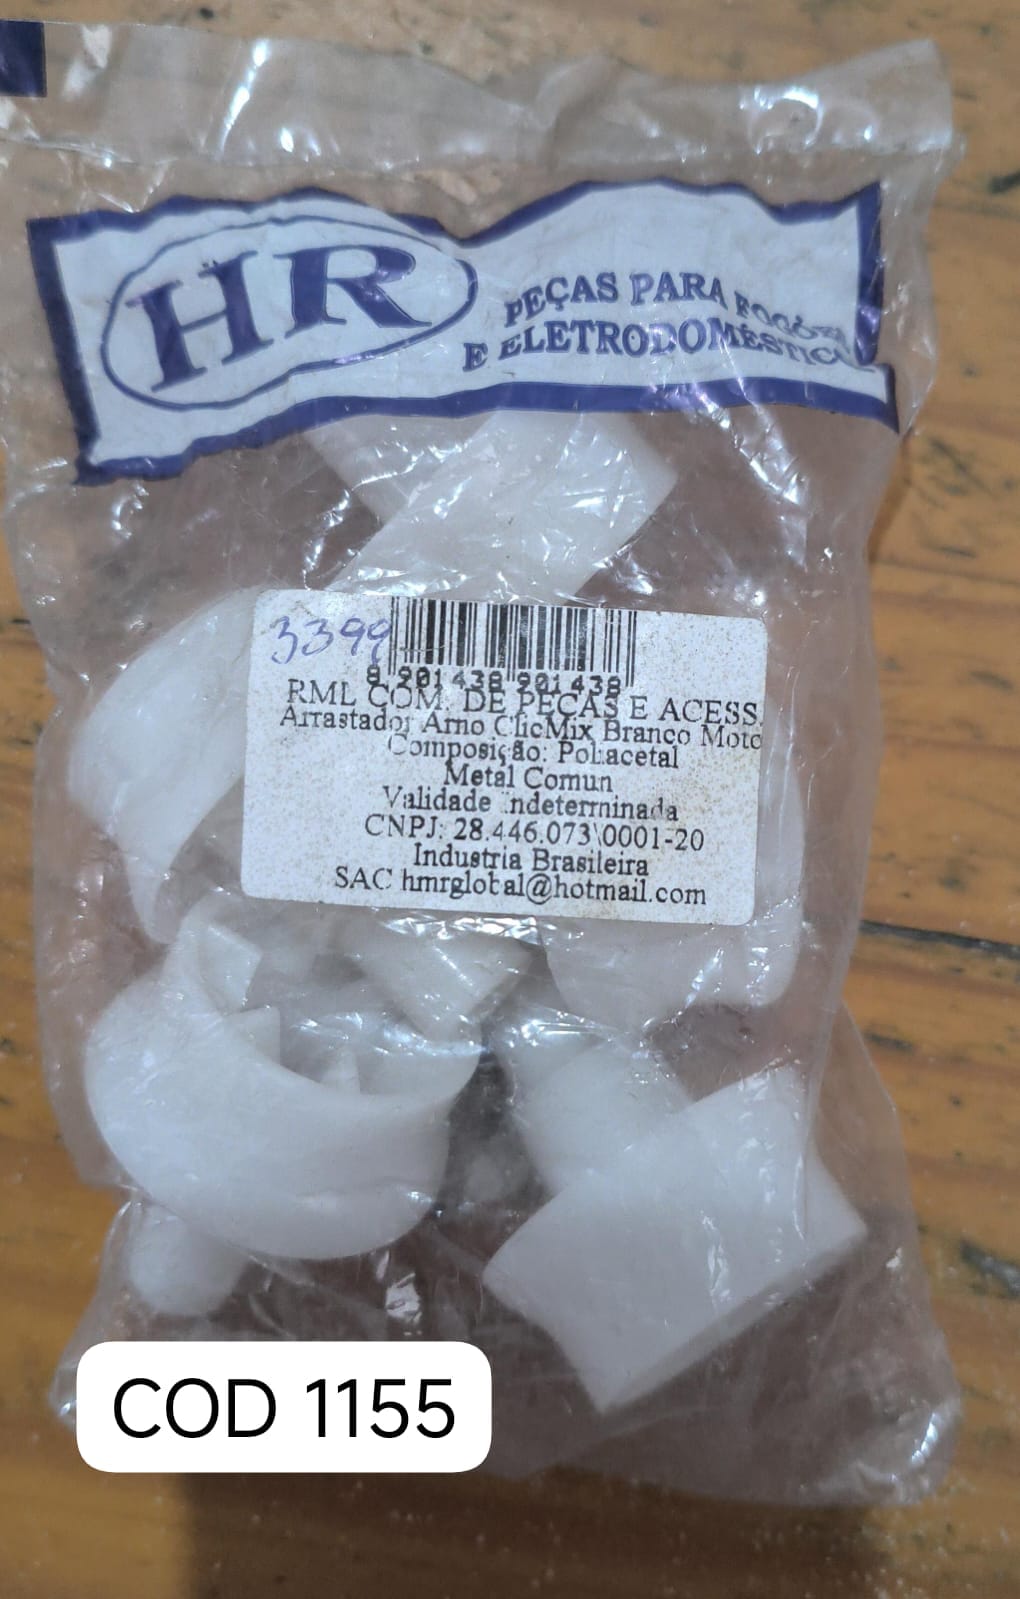 HR
PEÇAS PARA FOGÕES
E ELETRODOMÉSTICO
3399
8 901438 901438
RML COM. DE PEÇAS E ACESS.
Arrastador Arno ClicMix Branco Moto
Composição: Poliacetal
Metal Comun
Validade indeterminada
CNPJ: 28.446.073\0001-20
Industria Brasileira
SAC hmrglobal@hotmail.com
COD 1155